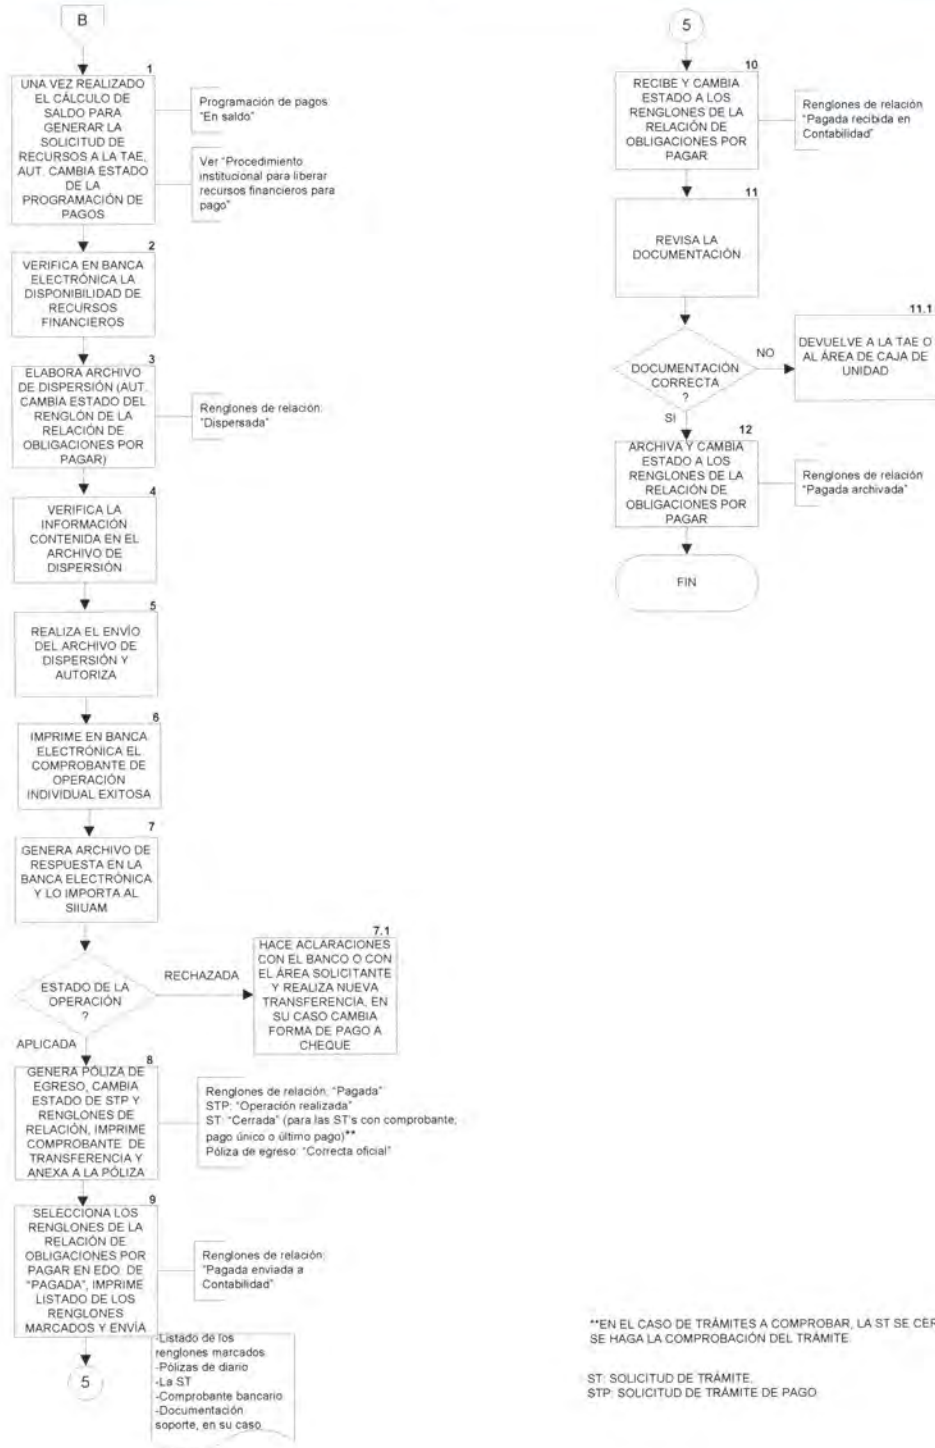 B
1
UNA VEZ REALIZADO
EL CÁLCULO DE
SALDO PARA
GENERAR LA
SOLICITUD DE
RECURSOS A LA TAE,
AUT. CAMBIA ESTADO
DE LA
PROGRAMACIÓN DE
PAGOS
Programación de pagos
"En saldo"
Ver "Procedimiento
institucional para liberar
recursos financieros para
pago"
2
VERIFICA EN BANCA
ELECTRÓNICA LA
DISPONIBILIDAD DE
RECURSOS
FINANCIEROS
3
ELABORA ARCHIVO
DE DISPERSIÓN (AUT.
CAMBIA ESTADO DEL
RENGLÓN DE LA
RELACIÓN DE
OBLIGACIONES POR
PAGAR)
Renglones de relación:
"Dispersada"
4
VERIFICA LA
INFORMACIÓN
CONTENIDA EN EL
ARCHIVO DE
DISPERSIÓN
5
REALIZA EL ENVÍO
DEL ARCHIVO DE
DISPERSIÓN Y
AUTORIZA
6
IMPRIME EN BANCA
ELECTRÓNICA EL
COMPROBANTE DE
OPERACIÓN
INDIVIDUAL EXITOSA
7
GENERA ARCHIVO DE
RESPUESTA EN LA
BANCA ELECTRÓNICA
Y LO IMPORTA AL
SIIUAM
ESTADO DE LA
OPERACIÓN
?
RECHAZADA
7.1
HACE ACLARACIONES
CON EL BANCO O CON
EL ÁREA SOLICITANTE
Y REALIZA NUEVA
TRANSFERENCIA, EN
SU CASO CAMBIA
FORMA DE PAGO A
CHEQUE
APLICADA
8
GENERA PÓLIZA DE
EGRESO, CAMBIA
ESTADO DE STP Y
RENGLONES DE
RELACIÓN, IMPRIME
COMPROBANTE DE
TRANSFERENCIA Y
ANEXA A LA PÓLIZA
Renglones de relación: "Pagada"
STP: "Operación realizada"
ST: "Cerrada" (para las ST's con comprobante;
pago único o último pago)**
Póliza de egreso: "Correcta oficial"
9
SELECCIONA LOS
RENGLONES DE LA
RELACIÓN DE
OBLIGACIONES POR
PAGAR EN EDO. DE
"PAGADA", IMPRIME
LISTADO DE LOS
RENGLONES
MARCADOS Y ENVÍA
Renglones de relación:
"Pagada enviada a
Contabilidad"
5
-Listado de los
renglones marcados
-Pólizas de diario
-La ST
-Comprobante bancario
-Documentación
soporte, en su caso
5
10
RECIBE Y CAMBIA
ESTADO A LOS
RENGLONES DE LA
RELACIÓN DE
OBLIGACIONES POR
PAGAR
Renglones de relación
"Pagada recibida en
Contabilidad"
11
REVISA LA
DOCUMENTACIÓN
DOCUMENTACIÓN
CORRECTA
?
NO
11.1
DEVUELVE A LA TAE O
AL ÁREA DE CAJA DE
UNIDAD
SI
12
ARCHIVA Y CAMBIA
ESTADO A LOS
RENGLONES DE LA
RELACIÓN DE
OBLIGACIONES POR
PAGAR
Renglones de relación
"Pagada archivada"
FIN
**EN EL CASO DE TRÁMITES A COMPROBAR, LA ST SE
SE HAGA LA COMPROBACIÓN DEL TRÁMITE
ST: SOLICITUD DE TRÁMITE.
STP: SOLICITUD DE TRÁMITE DE PAGO